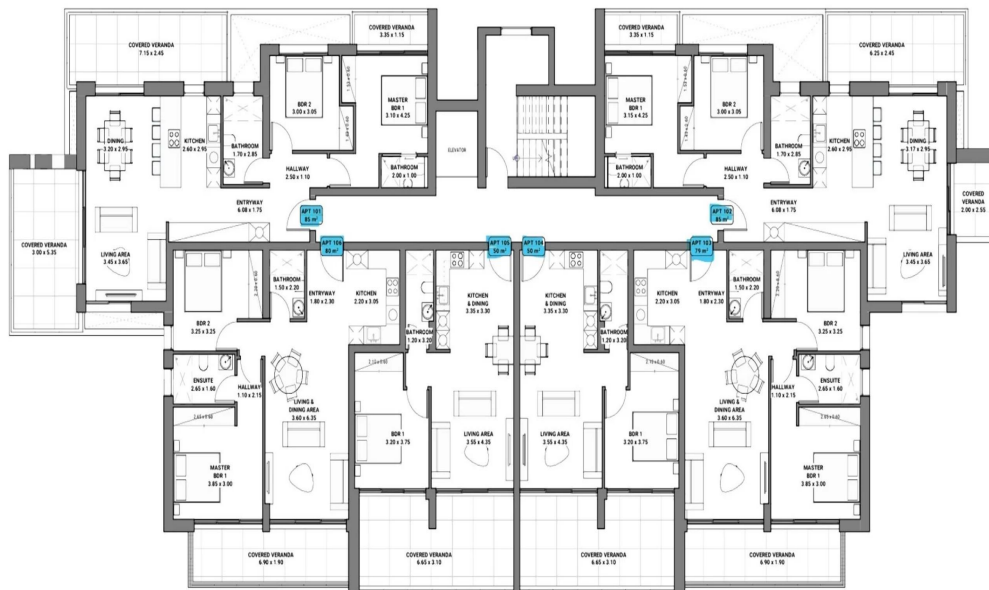 COVERED VERANDA
7.15 x 2.45
COVERED VERANDA
3.35 x 1.15
COVERED VERANDA
3.35 x 1.15
COVERED VERANDA
6.25 x 2.45
BDR 2
3.00 x 3.05
MASTER
BDR 1
3.10 x 4.25
MASTER
BDR 1
3.15 x 4.25
BDR 2
3.00 x 3.05
DINING
3.20 x 2.95
KITCHEN
2.60 x 2.95
BATHROOM
1.70 x 2.85
HALLWAY
2.50 x 1.10
BATHROOM
2.00 x 1.00
ELEVATOR
BATHROOM
2.00 x 1.00
HALLWAY
2.50 x 1.10
BATHROOM
1.70 x 2.85
KITCHEN
2.60 x 2.95
DINING
3.17 x 2.95
ENTRYWAY
6.08 x 1.75
APT 101
85 m²
APT 102
85 m²
ENTRYWAY
6.08 x 1.75
COVERED
VERANDA
2.00 x 2.55
COVERED VERANDA
3.00 x 5.35
LIVING AREA
3.45 x 3.65
APT 106
80 m²
APT 105
50 m²
APT 104
50 m²
APT 103
79 m²
LIVING AREA
3.45 x 3.65
BDR 2
3.25 x 3.25
BATHROOM
1.50 x 2.20
ENTRYWAY
1.80 x 2.30
KITCHEN
2.20 x 3.05
BATHROOM
1.20 x 3.20
KITCHEN
& DINING
3.35 x 3.30
KITCHEN
& DINING
3.35 x 3.30
BATHROOM
1.20 x 3.20
KITCHEN
2.20 x 3.05
ENTRYWAY
1.80 x 2.30
BATHROOM
1.50 x 2.20
BDR 2
3.25 x 3.25
ENSUITE
2.65 x 1.60
HALLWAY
1.10 x 2.15
LIVING &
DINING AREA
3.60 x 6.35
LIVING &
DINING AREA
3.60 x 6.35
HALLWAY
1.10 x 2.15
ENSUITE
2.65 x 1.60
MASTER
BDR 1
3.85 x 3.00
BDR 1
3.20 x 3.75
LIVING AREA
3.55 x 4.35
LIVING AREA
3.55 x 4.35
BDR 1
3.20 x 3.75
MASTER
BDR 1
3.85 x 3.00
COVERED VERANDA
6.90 x 1.90
COVERED VERANDA
6.65 x 3.10
COVERED VERANDA
6.65 x 3.10
COVERED VERANDA
6.90 x 1.90